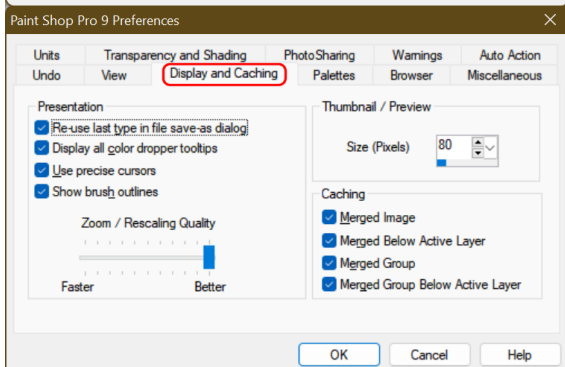 Paint Shop Pro 9 Preferences
Units Transparency and Shading PhotoSharing Warnings Auto Action
Undo View Display and Caching Palettes Browser Miscellaneous
Presentation
Re-use last type in file save-as dialog
Display all color dropper tooltips
Use precise cursors
Show brush outlines
Zoom / Rescaling Quality
Faster Better
Thumbnail / Preview
Size (Pixels) 80
Caching
Merged Image
Merged Below Active Layer
Merged Group
Merged Group Below Active Layer
OK Cancel Help